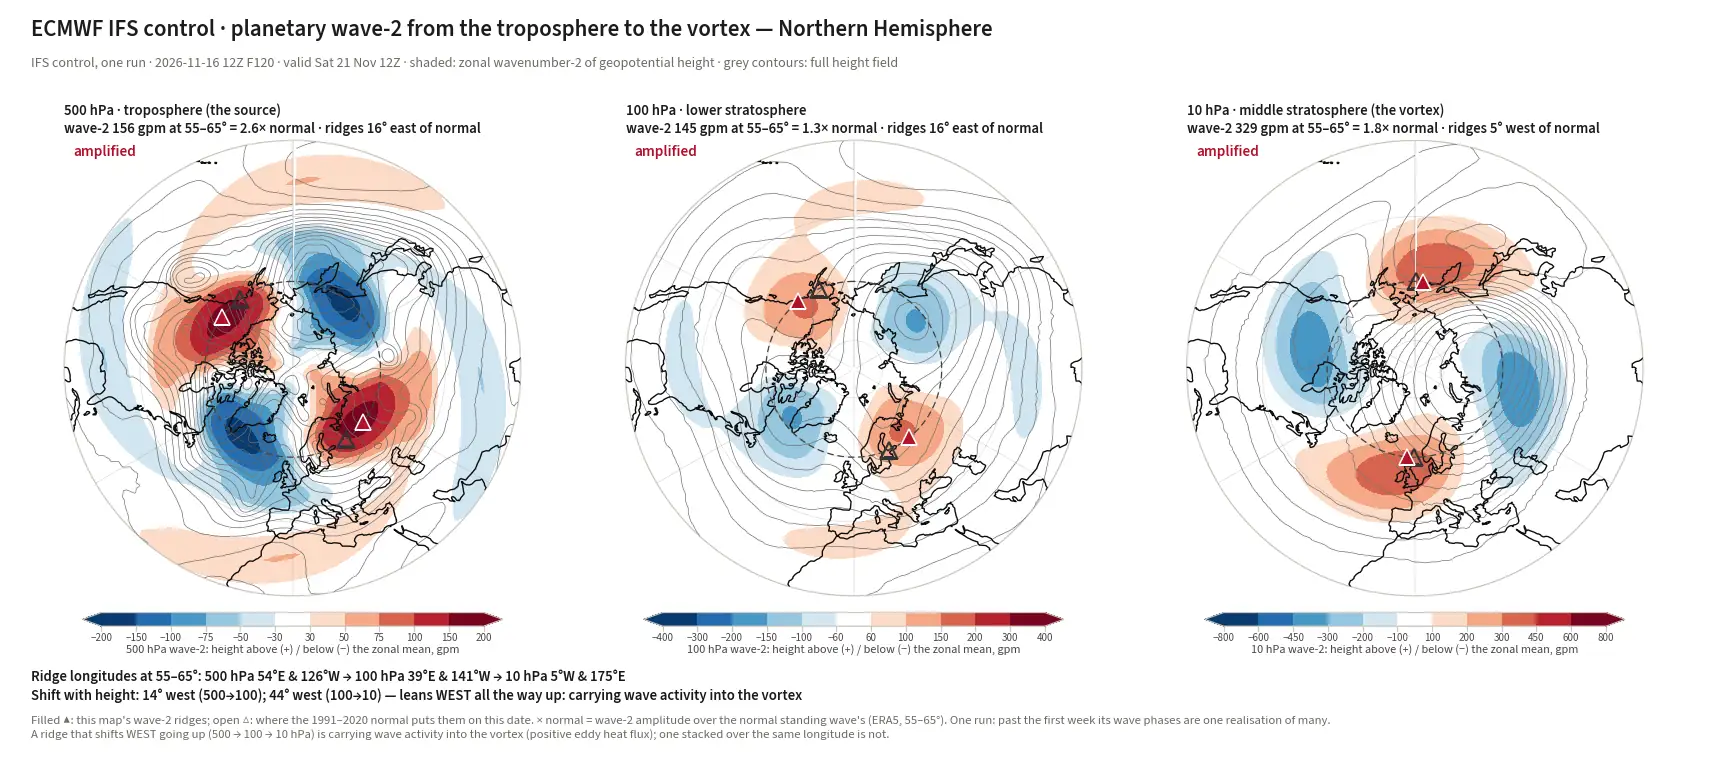 ECMWF IFS control · planetary wave-2 from the troposphere to the vortex — Northern Hemisphere
IFS control, one run · 2026-11-16 12Z F120 · valid Sat 21 Nov 12Z · shaded: zonal wavenumber-2 of geopotential height · grey contours: full height field
500 hPa · troposphere (the source)
wave-2 156 gpm at 55–65° = 2.6× normal · ridges 16° east of normal
amplified
100 hPa · lower stratosphere
wave-2 145 gpm at 55–65° = 1.3× normal · ridges 16° east of normal
amplified
10 hPa · middle stratosphere (the vortex)
wave-2 329 gpm at 55–65° = 1.8× normal · ridges 5° west of normal
amplified
−200 −150 −100 −75 −50 −30 30 50 75 100 150 200
500 hPa wave-2: height above (+) / below (−) the zonal mean, gpm
−400 −300 −200 −150 −100 −60 60 100 150 200 300 400
100 hPa wave-2: height above (+) / below (−) the zonal mean, gpm
−800 −600 −450 −300 −200 −100 100 200 300 450 600 800
10 hPa wave-2: height above (+) / below (−) the zonal mean, gpm
Ridge longitudes at 55–65°: 500 hPa 54°E & 126°W → 100 hPa 39°E & 141°W → 10 hPa 5°W & 175°E
Shift with height: 14° west (500→100); 44° west (100→10) — leans WEST all the way up: carrying wave activity into the vortex
Filled ▲: this map's wave-2 ridges; open △: where the 1991–2020 normal puts them on this date. × normal = wave-2 amplitude over the normal standing wave's (ERA5, 55–65°). One run: past the first week its wave phases are one realisation of many.
A ridge that shifts WEST going up (500 → 100 → 10 hPa) is carrying wave activity into the vortex (positive eddy heat flux); one stacked over the same longitude is not.